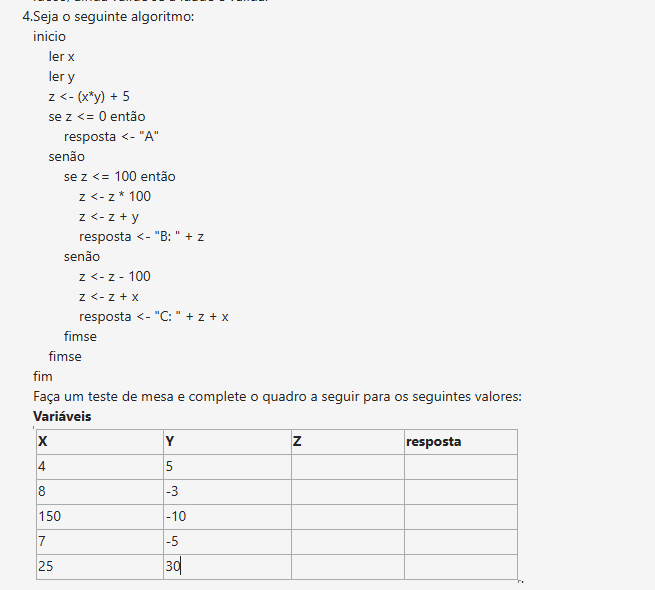 4.Seja o seguinte algoritmo:
inicio
ler x
ler y
z <- (x*y) + 5
se z <= 0 então
resposta <- "A"
senão
se z <= 100 então
z <- z * 100
z <- z + y
resposta <- "B: " + z
senão
z <- z - 100
z <- z + x
resposta <- "C: " + z + x
fimse
fimse
fim
Faça um teste de mesa e complete o quadro a seguir para os seguintes valores:
Variáveis
X Y Z resposta
4 5
8 -3
150 -10
7 -5
25 30